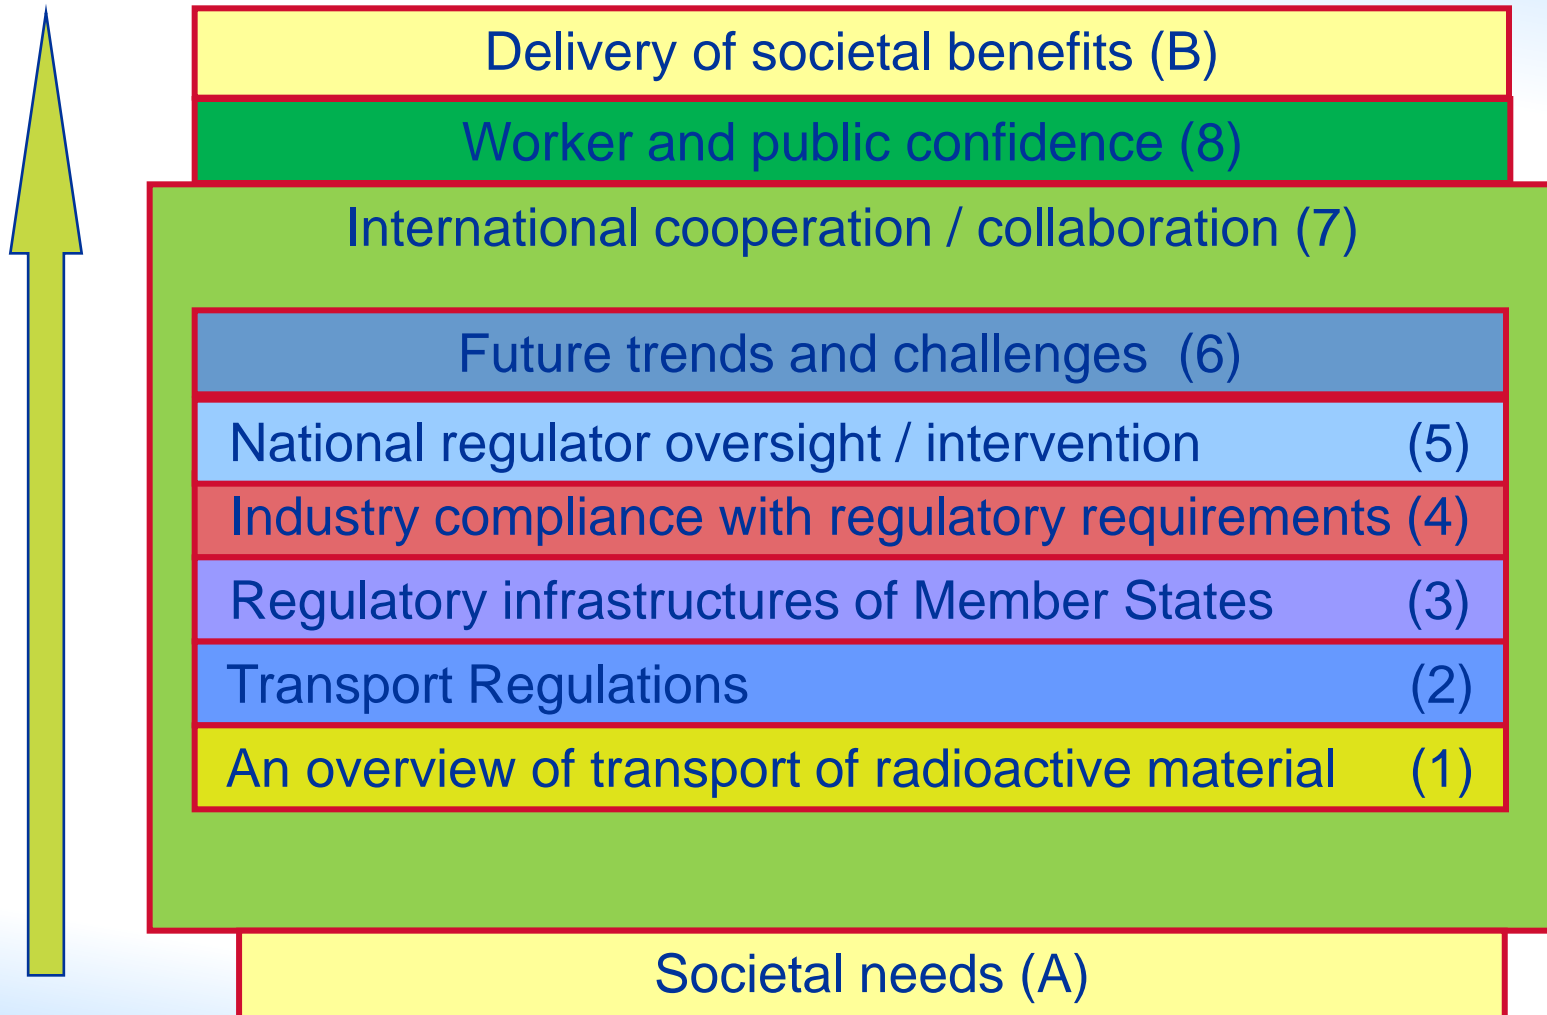 Delivery of societal benefits (B)
Worker and public confidence (8)
International cooperation / collaboration (7)
Future trends and challenges (6)
National regulator oversight / intervention (5)
Industry compliance with regulatory requirements (4)
Regulatory infrastructures of Member States (3)
Transport Regulations (2)
An overview of transport of radioactive material (1)
Societal needs (A)